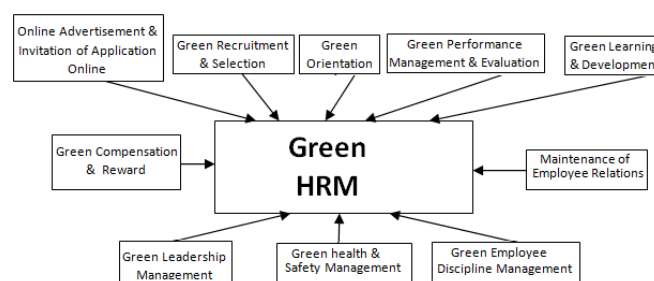 Online Advertisement &
Invitation of Application
Online
Green Recruitment
& Selection
Green
Orientation
Green Performance
Management & Evaluation
Green Learning
& Development
Green Compensation
& Reward
Green
HRM
Maintenance of
Employee Relations
Green Leadership
Management
Green health &
Safety Management
Green Employee
Discipline Management